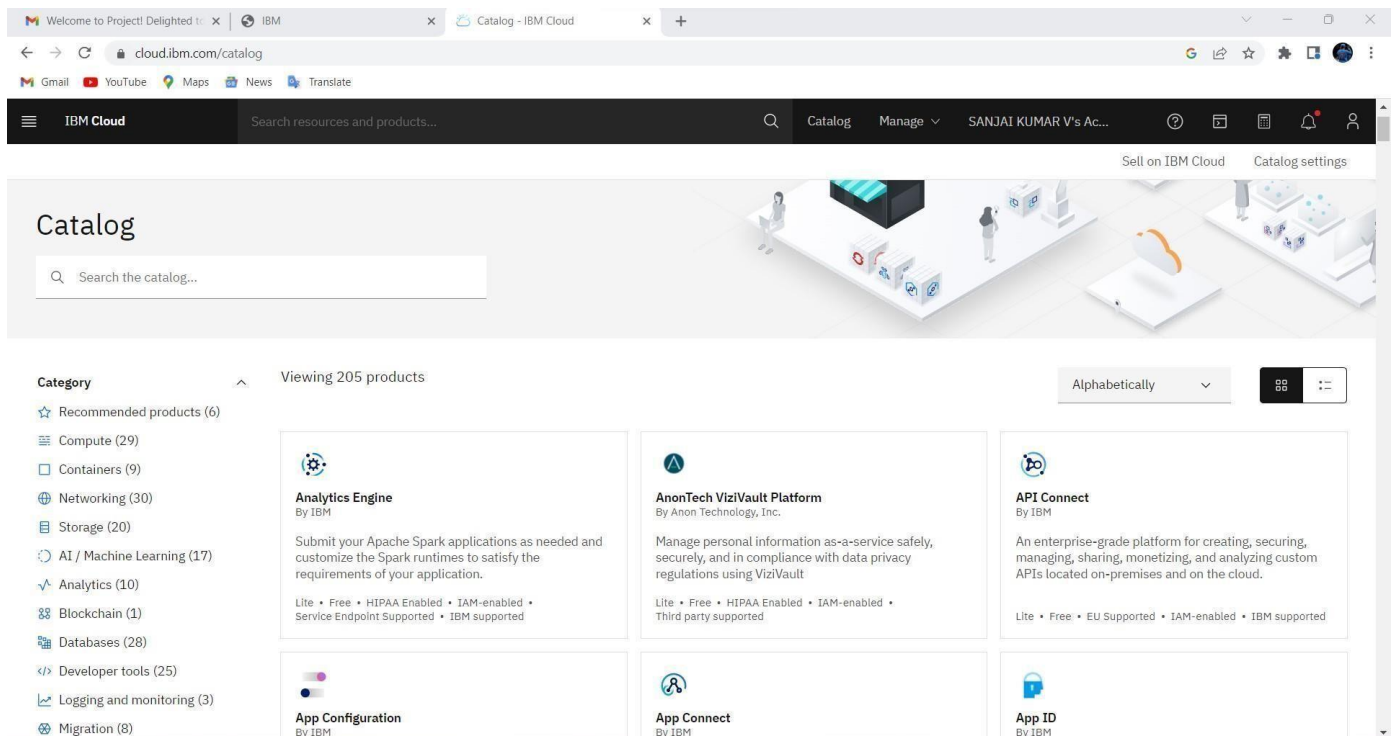 Welcome to Project! Delighted to
IBM
Catalog - IBM Cloud
cloud.ibm.com/catalog
Gmail
YouTube
Maps
News
Translate
IBM Cloud
Search resources and products...
Catalog
Manage
SANJAI KUMAR V's Ac...
Sell on IBM Cloud
Catalog settings
Catalog
Search the catalog...
Category
Recommended products (6)
Compute (29)
Containers (9)
Networking (30)
Storage (20)
AI / Machine Learning (17)
Analytics (10)
Blockchain (1)
Databases (28)
Developer tools (25)
Logging and monitoring (3)
Migration (8)
Viewing 205 products
Alphabetically
Analytics Engine
By IBM
Submit your Apache Spark applications as needed and
customize the Spark runtimes to satisfy the
requirements of your application.
Lite • Free • HIPAA Enabled • IAM-enabled •
Service Endpoint Supported • IBM supported
AnonTech ViziVault Platform
By Anon Technology, Inc.
Manage personal information as-a-service safely,
securely, and in compliance with data privacy
regulations using ViziVault
Lite • Free • HIPAA Enabled • IAM-enabled •
Third party supported
API Connect
By IBM
An enterprise-grade platform for creating, securing,
managing, sharing, monetizing, and analyzing custom
APIs located on-premises and on the cloud.
Lite • Free • EU Supported • IAM-enabled • IBM supported
App Configuration
By IBM
App Connect
By IBM
App ID
By IBM